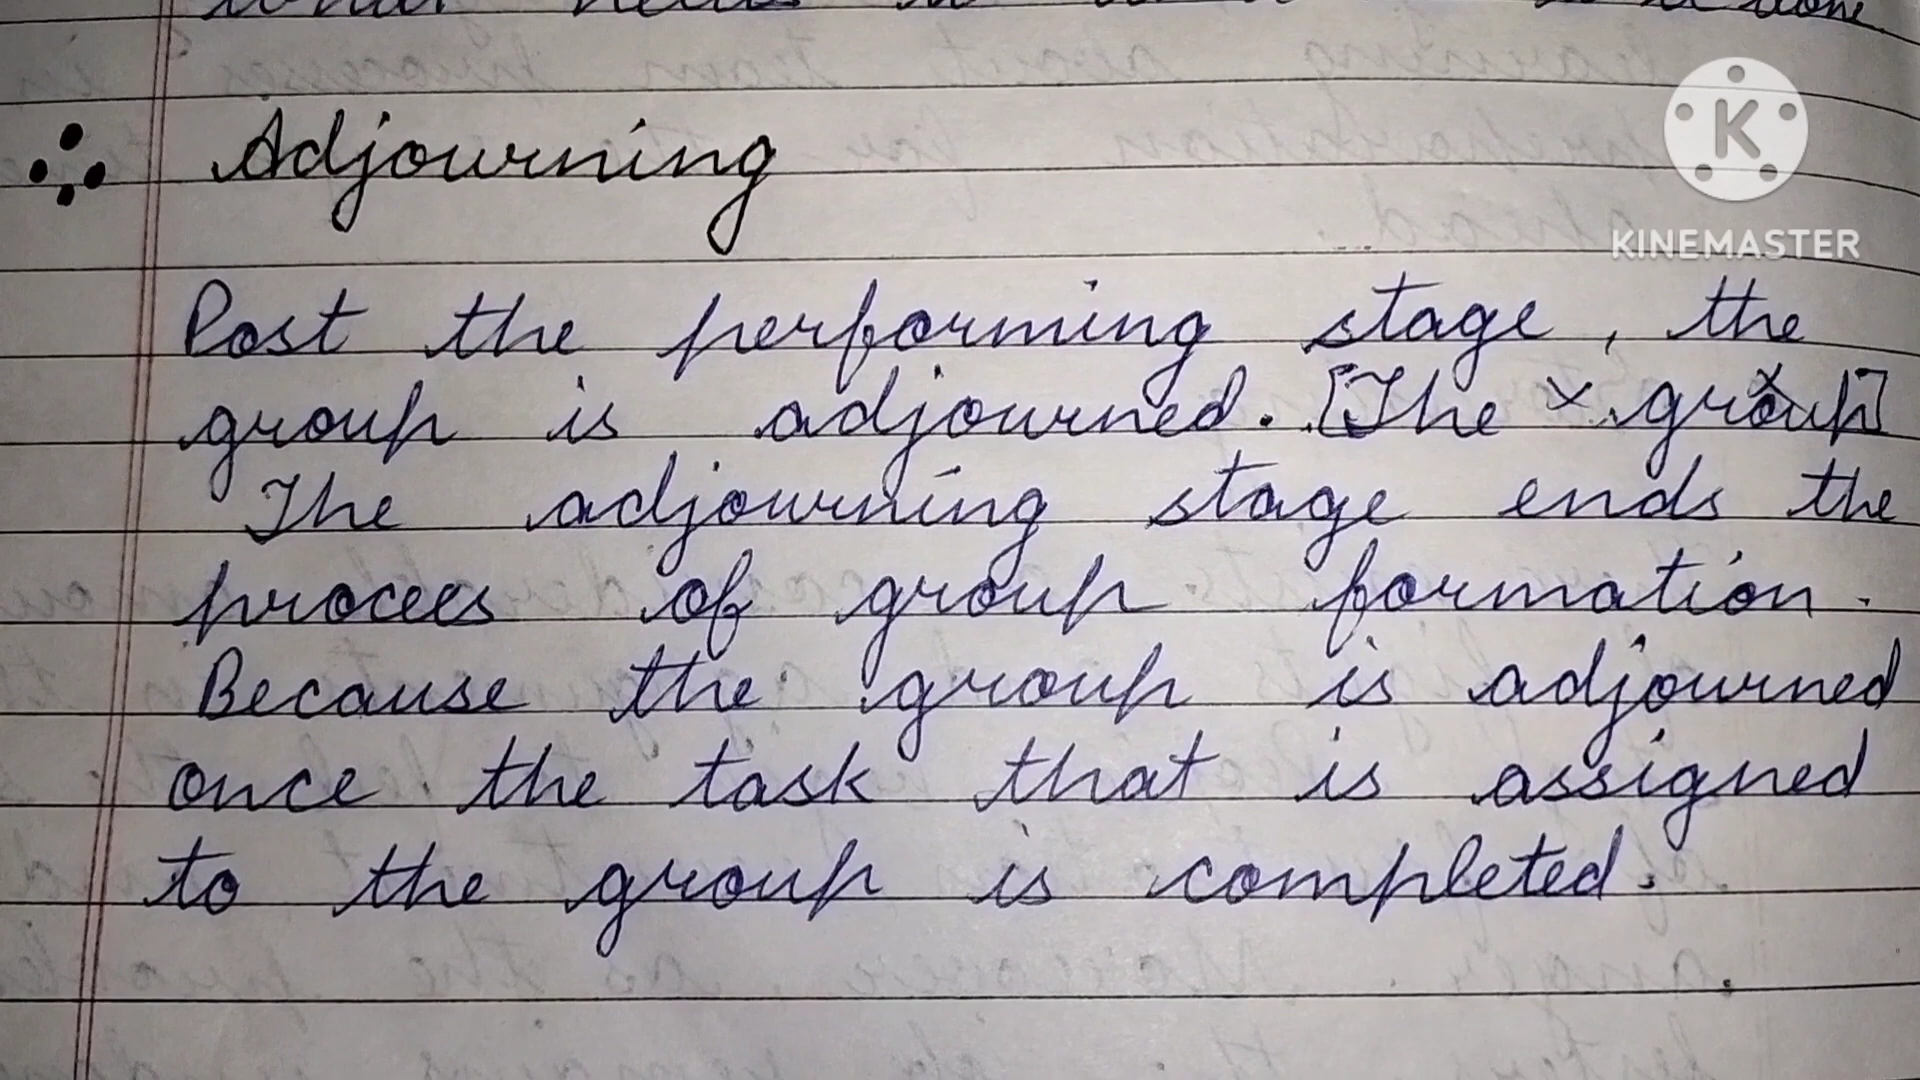 Adjourning
KINEMASTER
Post the performing stage, the
group is adjourned. [The group]
The adjourning stage ends the
process of group formation.
Because the group is adjourned
once the task that is assigned
to the group is completed.